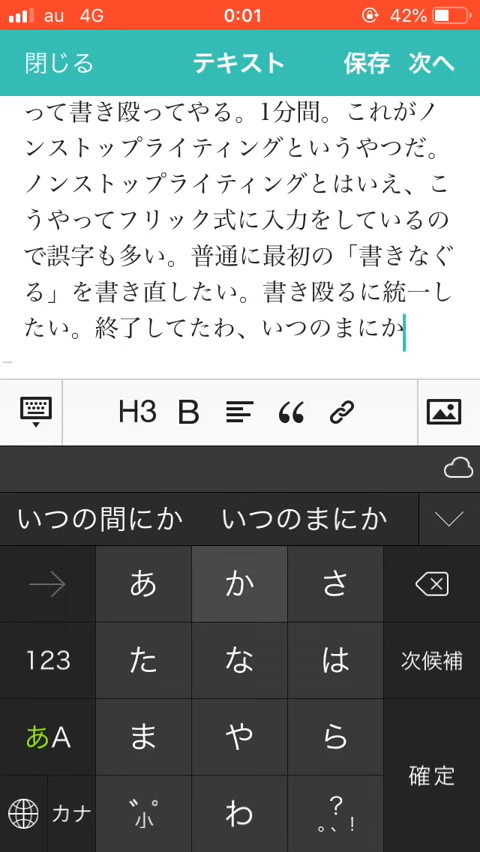 au 4G 0:01 42%
閉じる テキスト 保存 次へ
って書き殴ってやる。1分間。これがノ
ンストップライティングというやつだ。
ノンストップライティングとはいえ、こ
うやってフリック式に入力をしているの
で誤字も多い。普通に最初の「書きなぐ
る」を書き直したい。書き殴るに統一し
たい。終了してたわ、いつのまにか
H3 B
いつの間にか いつのまにか
→ あ か さ
123 た な は 次候補
あA ま や ら
カナ 小 わ ?。、! 確定